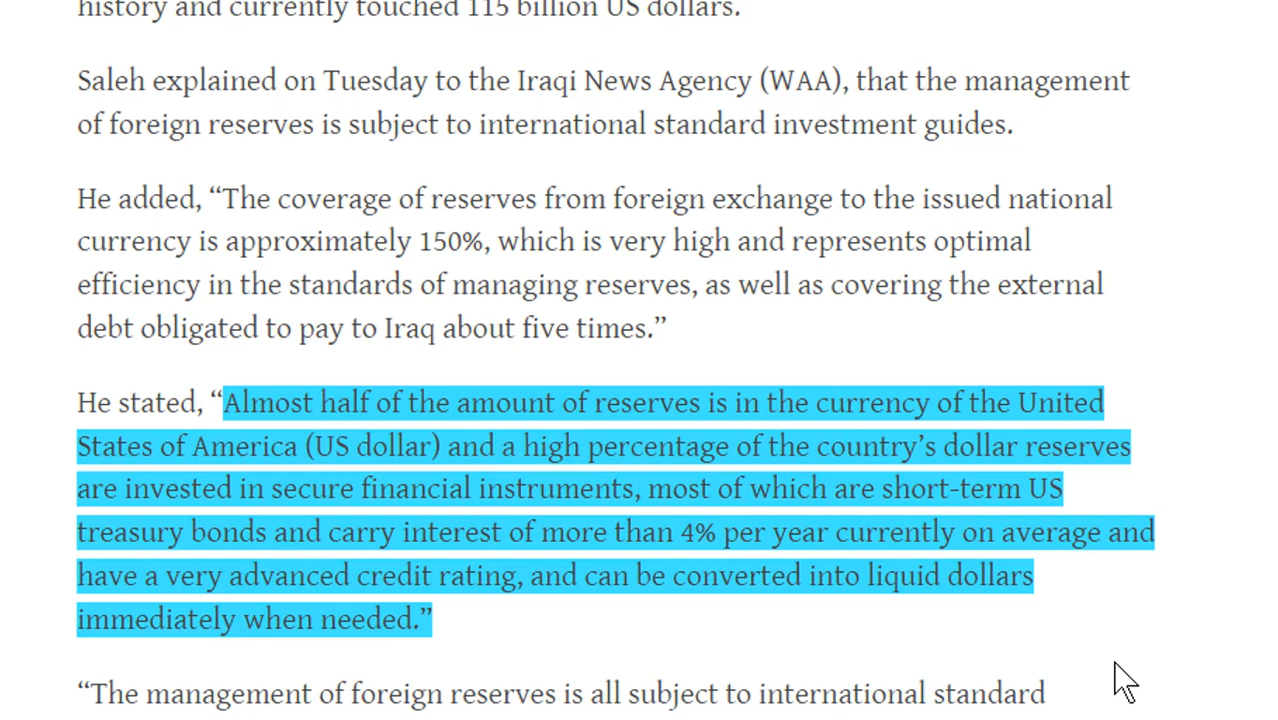 history and currently touched 115 billion US dollars.
Saleh explained on Tuesday to the Iraqi News Agency (WAA), that the management
of foreign reserves is subject to international standard investment guides.
He added, “The coverage of reserves from foreign exchange to the issued national
currency is approximately 150%, which is very high and represents optimal
efficiency in the standards of managing reserves, as well as covering the external
debt obligated to pay to Iraq about five times.”
He stated, “Almost half of the amount of reserves is in the currency of the United
States of America (US dollar) and a high percentage of the country’s dollar reserves
are invested in secure financial instruments, most of which are short-term US
treasury bonds and carry interest of more than 4% per year currently on average and
have a very advanced credit rating, and can be converted into liquid dollars
immediately when needed.”
“The management of foreign reserves is all subject to international standard